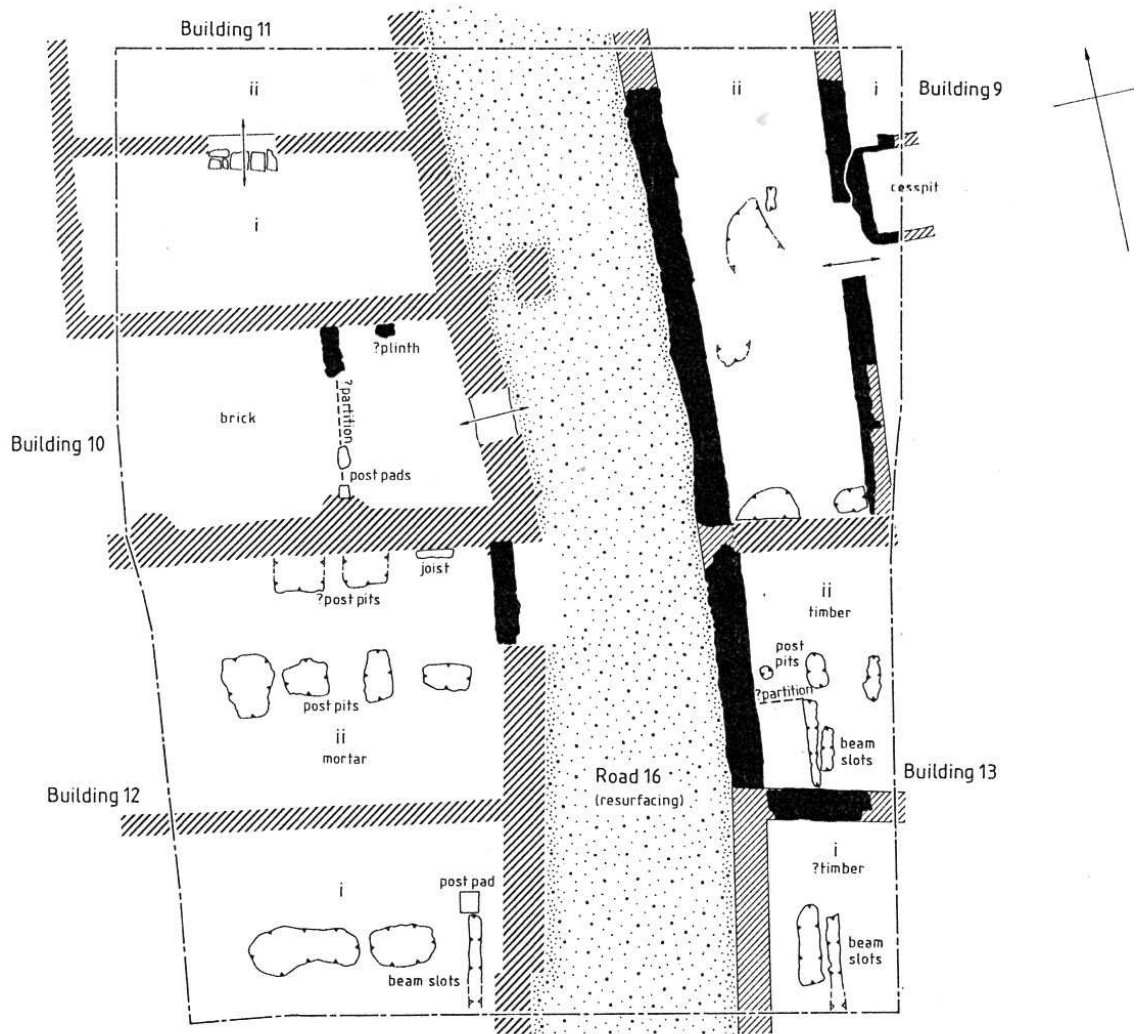 Building 11
ii
ii
i
Building 9
cesspit
i
?plinth
?partition
brick
Building 10
post pads
joist
?post pits
ii
timber
post
pits
?partition
post pits
ii
mortar
beam
slots
Building 13
Road 16
(resurfacing)
Building 12
i
?timber
post pad
i
beam slots
beam
slots